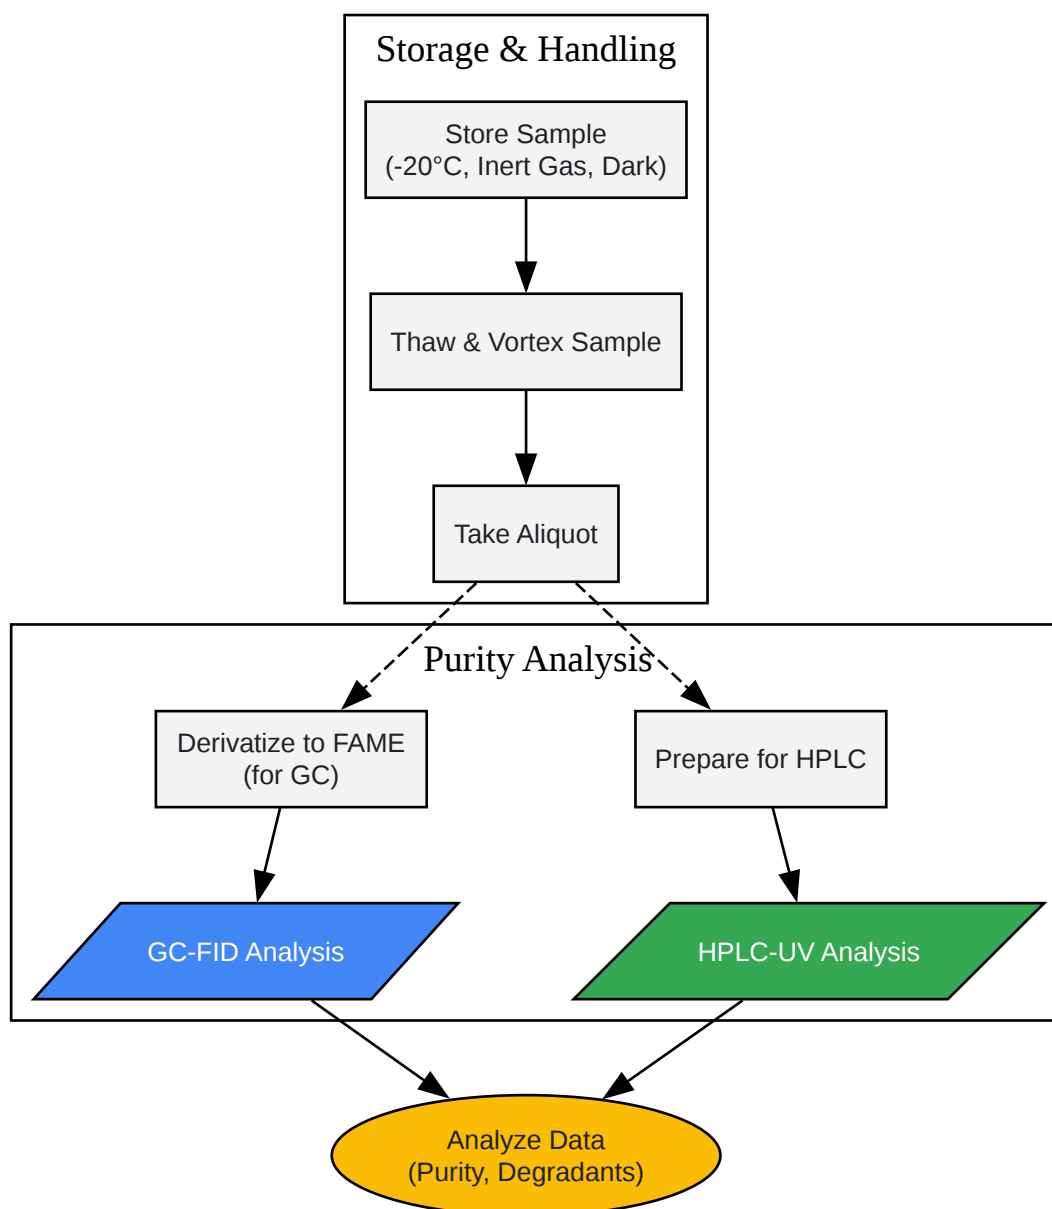 Storage & Handling
Store Sample
(-20°C, Inert Gas, Dark)
Thaw & Vortex Sample
Take Aliquot
Purity Analysis
Derivatize to FAME
(for GC)
Prepare for HPLC
GC-FID Analysis
HPLC-UV Analysis
Analyze Data
(Purity, Degradants)